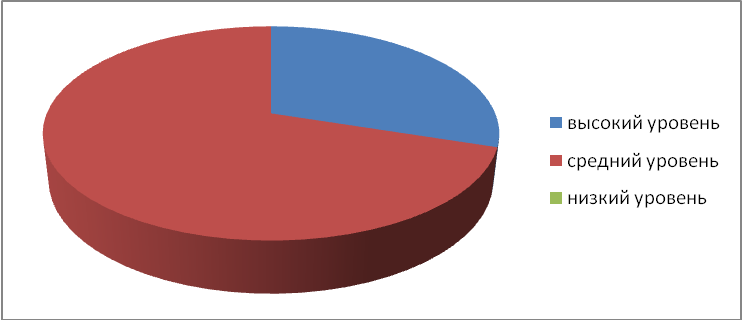 высокий уровень
средний уровень
низкий уровень